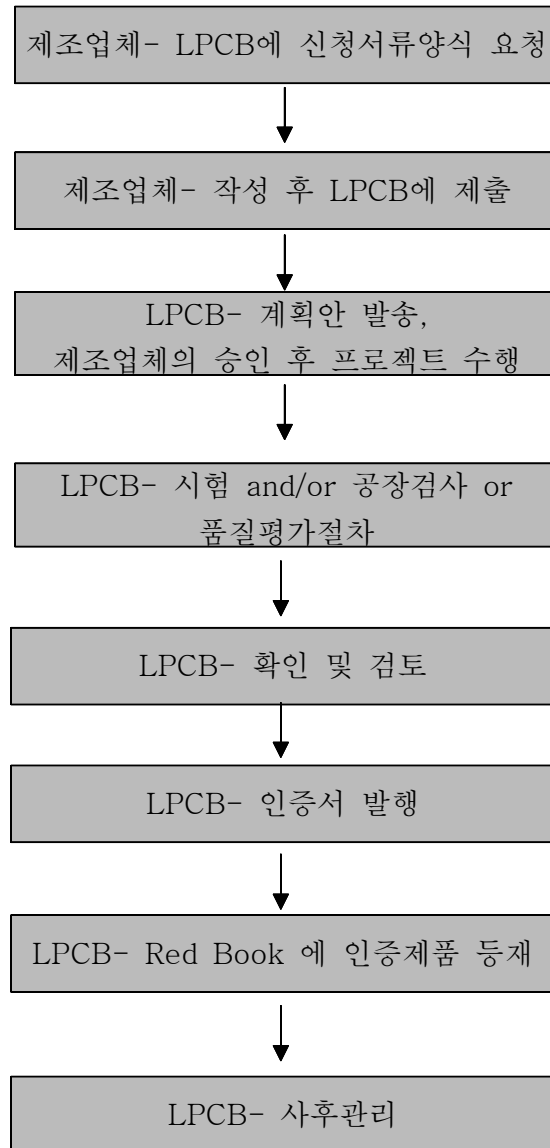 제조업체- LPCB에 신청서류양식 요청
제조업체- 작성 후 LPCB에 제출
LPCB- 계획안 발송,
제조업체의 승인 후 프로젝트 수행
LPCB- 시험 and/or 공장검사 or
품질평가절차
LPCB- 확인 및 검토
LPCB- 인증서 발행
LPCB- Red Book 에 인증제품 등재
LPCB- 사후관리